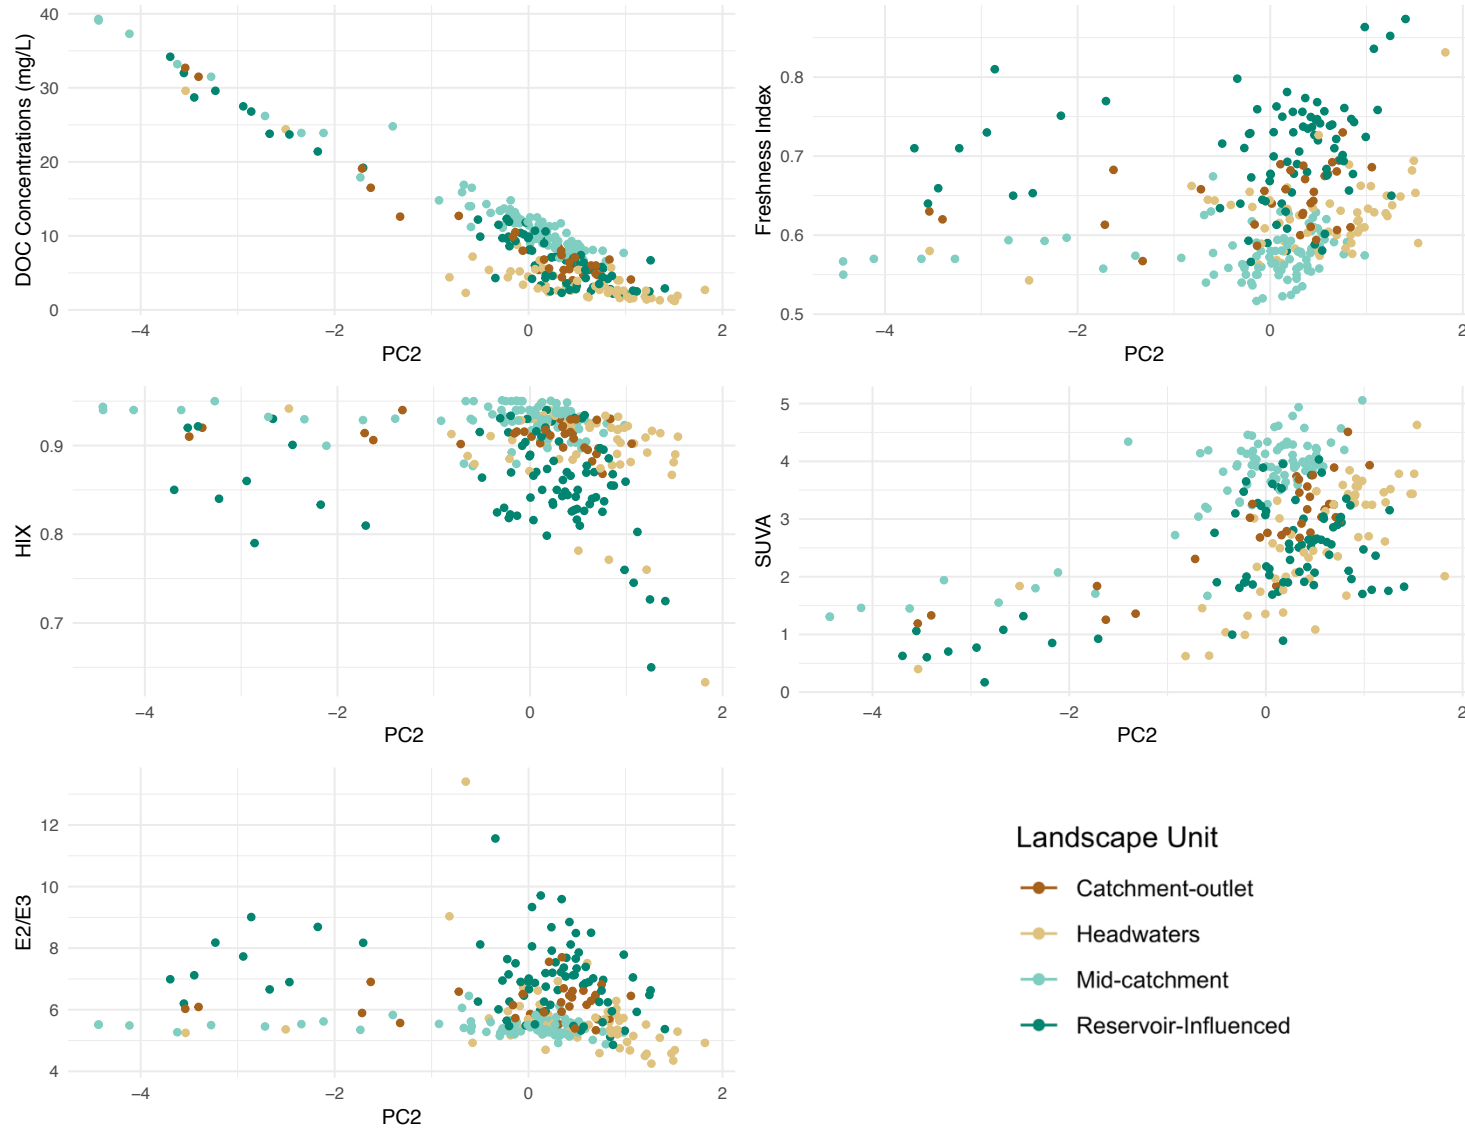 DOC Concentrations (mg/L)
40
30
20
10
0
−4
−2
0
2
PC2
Freshness Index
0.8
0.7
0.6
0.5
−4
−2
0
2
PC2
HIX
0.9
0.8
0.7
−4
−2
0
2
PC2
SUVA
5
4
3
2
1
0
−4
−2
0
2
PC2
E2/E3
12
10
8
6
4
−4
−2
0
2
PC2
Landscape Unit
Catchment-outlet
Headwaters
Mid-catchment
Reservoir-Influenced